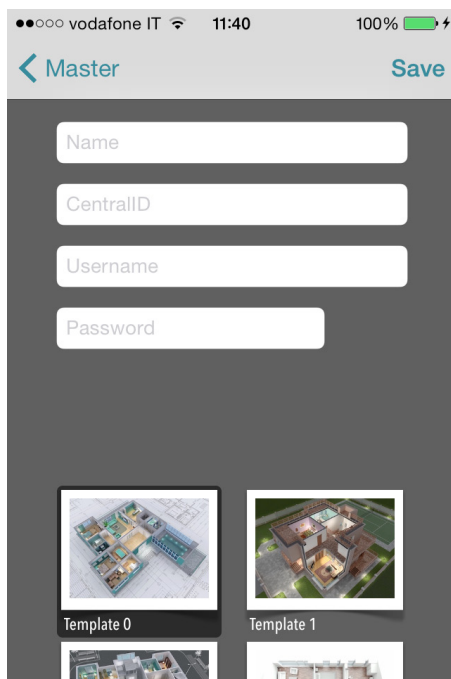 vodafone IT 11:40 100%
Master Save
Name
CentralID
Username
Password
Template 0 Template 1